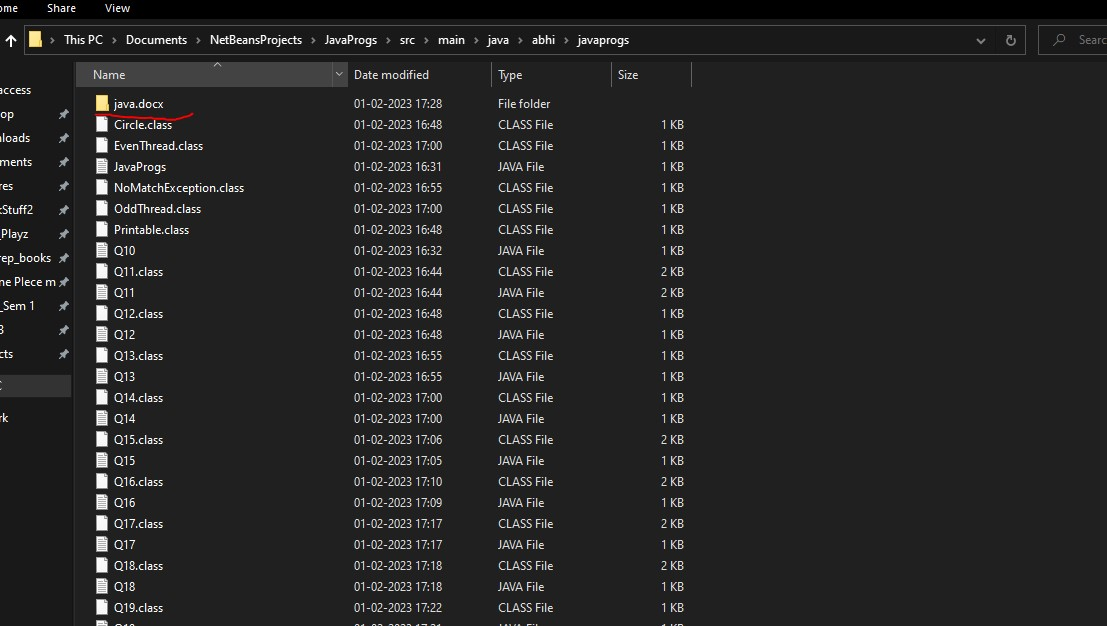 ome Share View
This PC > Documents > NetBeansProjects > JavaProgs > src > main > java > abhi > javaprogs Searc
Name Date modified Type Size
access
op
nloads
ments
res
kStuff2
_Playz
rep_books
ne PIece m
_Sem 1
3
cts
rk
java.docx 01-02-2023 17:28 File folder
Circle.class 01-02-2023 16:48 CLASS File 1 KB
EvenThread.class 01-02-2023 17:00 CLASS File 1 KB
JavaProgs 01-02-2023 16:31 JAVA File 1 KB
NoMatchException.class 01-02-2023 16:55 CLASS File 1 KB
OddThread.class 01-02-2023 17:00 CLASS File 1 KB
Printable.class 01-02-2023 16:48 CLASS File 1 KB
Q10 01-02-2023 16:32 JAVA File 1 KB
Q11.class 01-02-2023 16:44 CLASS File 2 KB
Q11 01-02-2023 16:44 JAVA File 2 KB
Q12.class 01-02-2023 16:48 CLASS File 1 KB
Q12 01-02-2023 16:48 JAVA File 1 KB
Q13.class 01-02-2023 16:55 CLASS File 1 KB
Q13 01-02-2023 16:55 JAVA File 1 KB
Q14.class 01-02-2023 17:00 CLASS File 1 KB
Q14 01-02-2023 17:00 JAVA File 1 KB
Q15.class 01-02-2023 17:06 CLASS File 2 KB
Q15 01-02-2023 17:05 JAVA File 1 KB
Q16.class 01-02-2023 17:10 CLASS File 2 KB
Q16 01-02-2023 17:09 JAVA File 1 KB
Q17.class 01-02-2023 17:17 CLASS File 2 KB
Q17 01-02-2023 17:17 JAVA File 1 KB
Q18.class 01-02-2023 17:18 CLASS File 2 KB
Q18 01-02-2023 17:18 JAVA File 1 KB
Q19.class 01-02-2023 17:22 CLASS File 1 KB